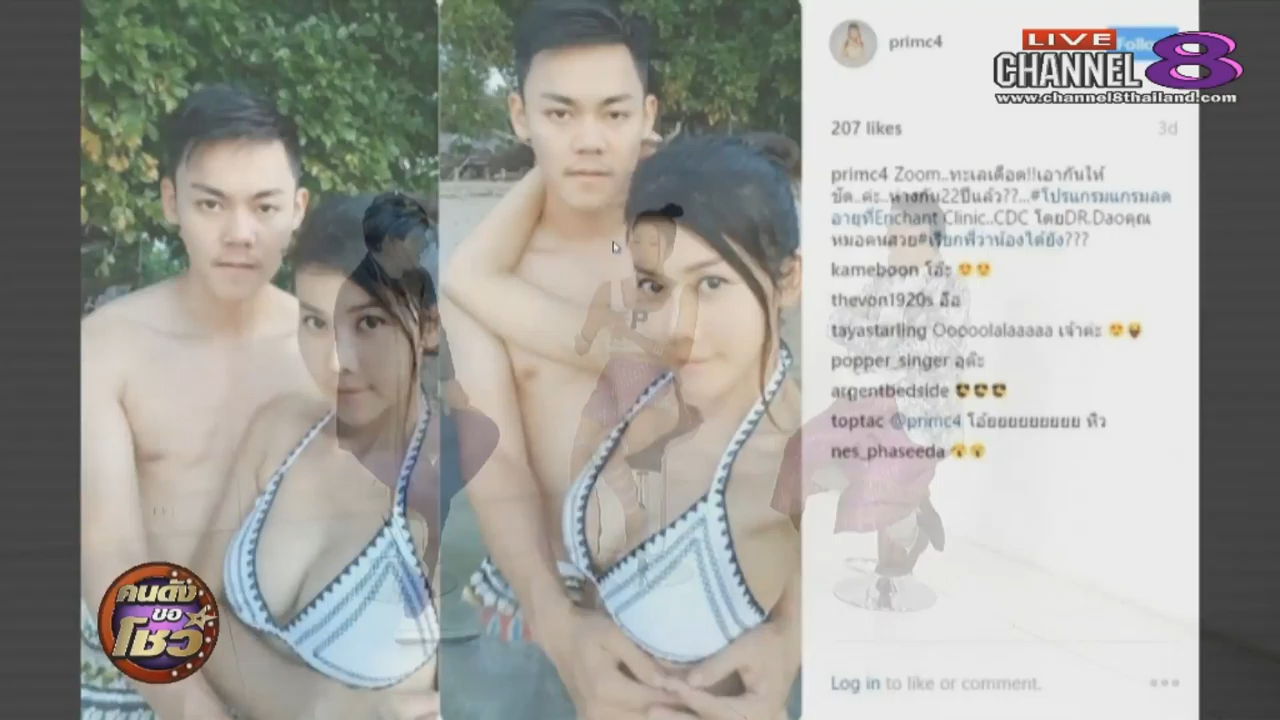 primc4
Follow
LIVE
CHANNEL 8
www.channel8thailand.com
207 likes
3d
primc4 Zoom..ทะเลเดือด!!เอากันให้
ชัด..ค่ะ..ห่างกัน22ปีแล้ว??...#โปรแกรมแกรมลด
อายุที่Enchant Clinic..CDC โดยDR.Daoคุณ
หมอคนสวย#เรียกพี่ว่าน้องได้ยัง???
kameboon โอ๊ะ 😍😍
thevon1920s อือ
tayastarling Ooooolalaaaaa เจ้าค่ะ
popper_singer อุต๊ะ
argentbedside
toptac @primc4 โอ๊ยยยยยยยยย หิว
nes_phaseeda
P
คนดัง
ขอ
โชว์
Log in to like or comment.